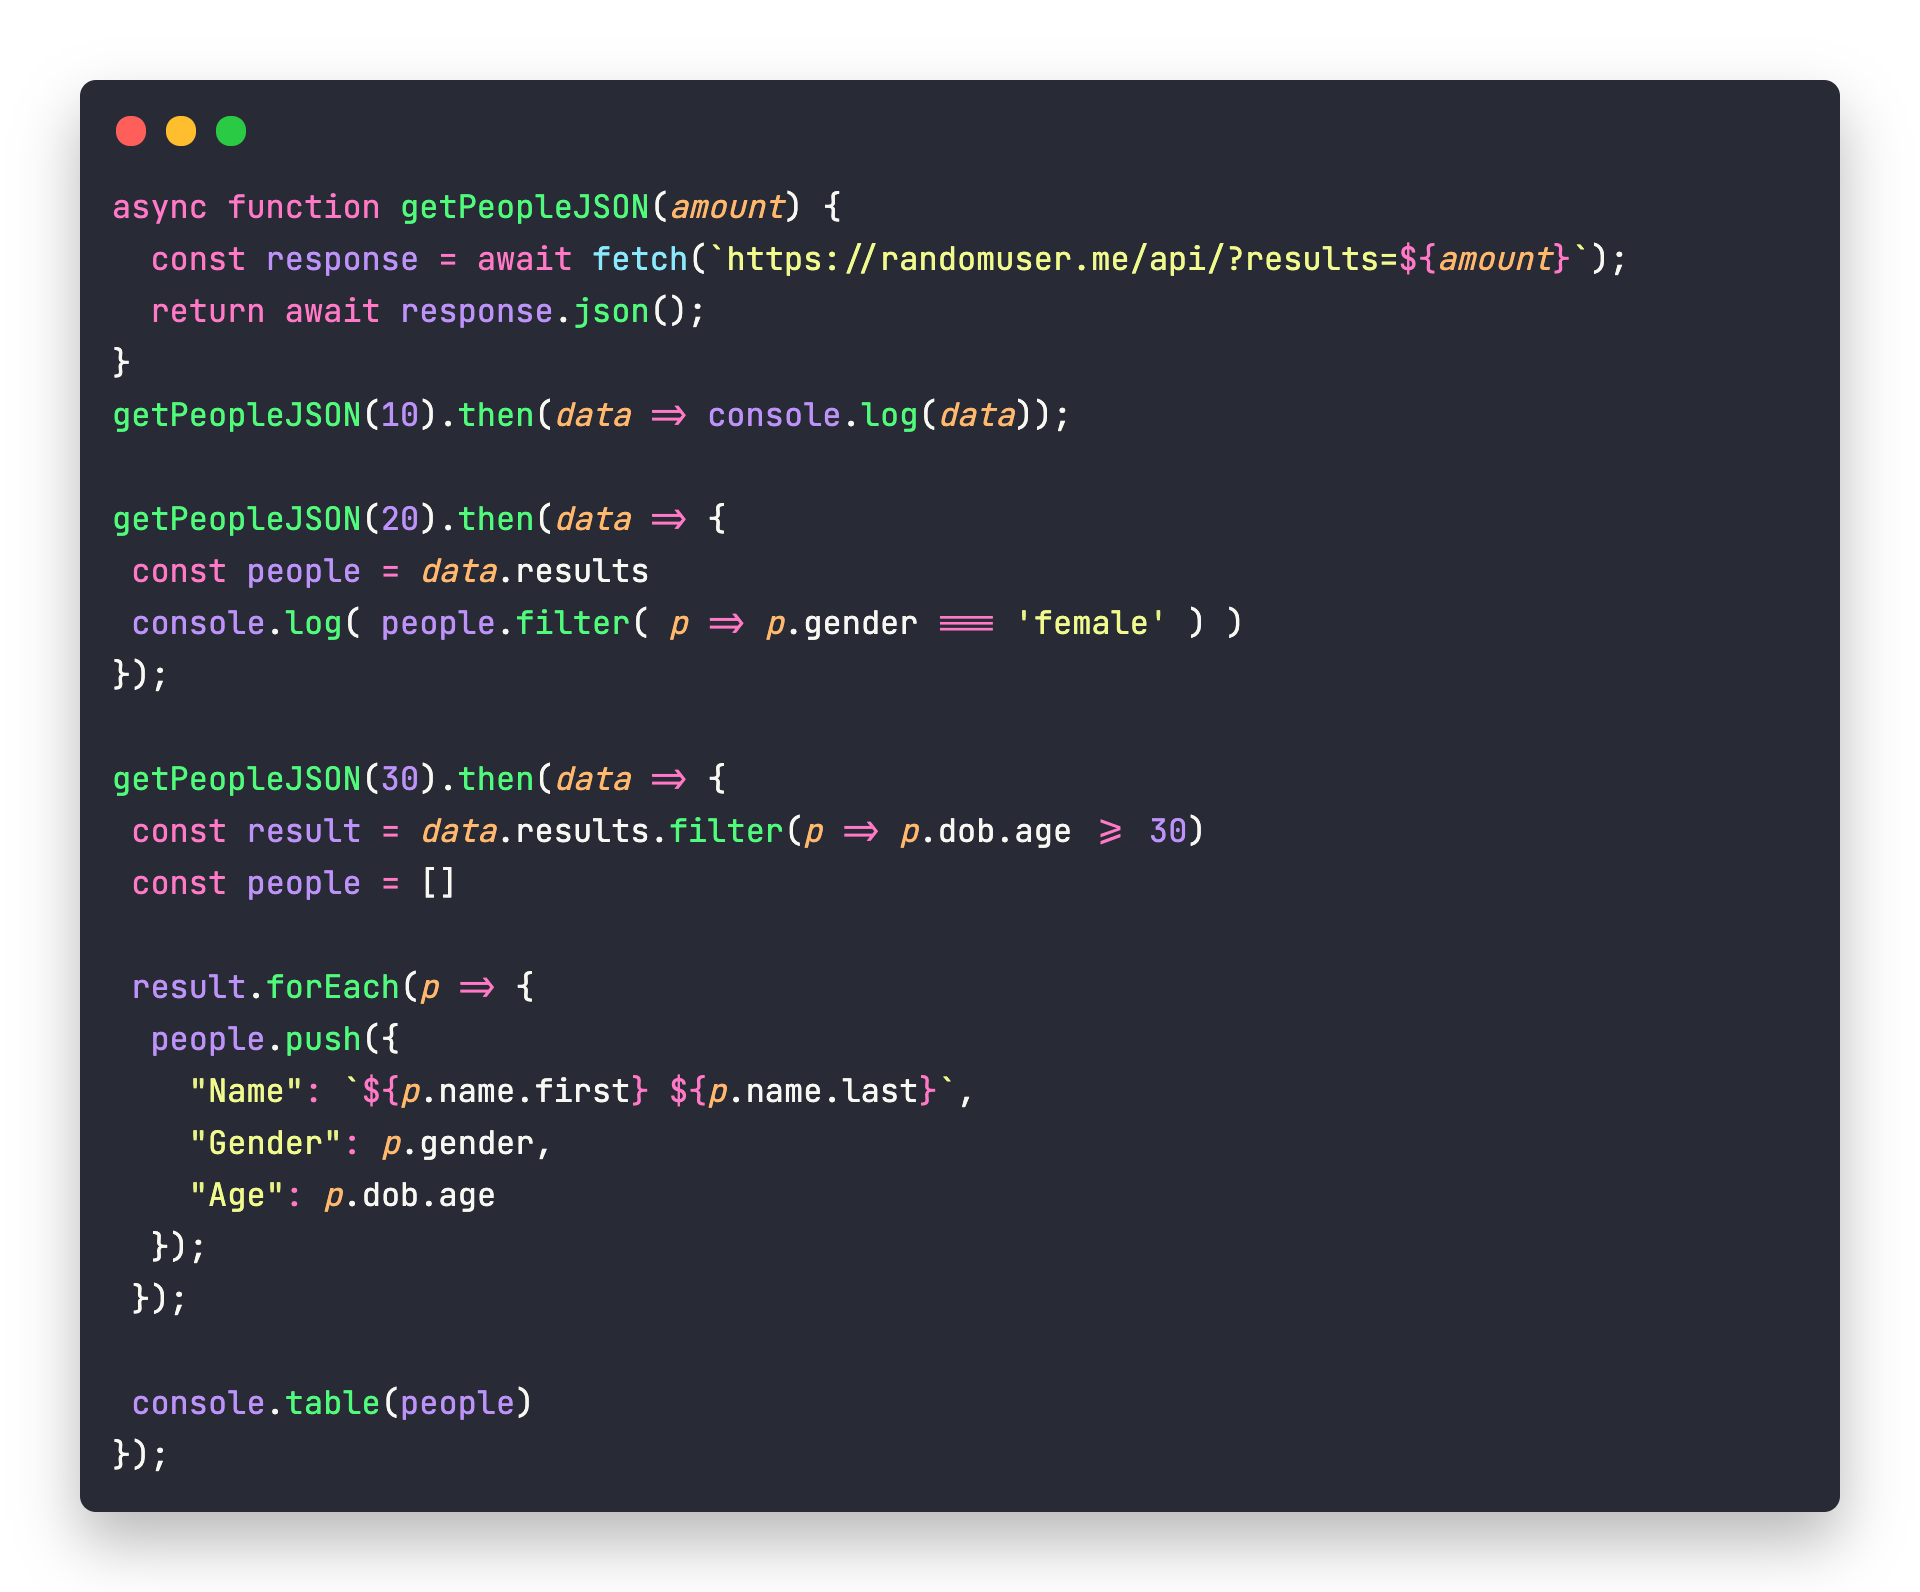 async function getPeopleJSON(amount) {
  const response = await fetch(`https://randomuser.me/api/?results=${amount}`);
  return await response.json();
}
getPeopleJSON(10).then(data => console.log(data));

getPeopleJSON(20).then(data => {
 const people = data.results
 console.log( people.filter( p => p.gender === 'female' ) )
});

getPeopleJSON(30).then(data => {
 const result = data.results.filter(p => p.dob.age >= 30)
 const people = []

 result.forEach(p => {
  people.push({
    "Name": `${p.name.first} ${p.name.last}`,
    "Gender": p.gender,
    "Age": p.dob.age
  });
 });

 console.table(people)
});